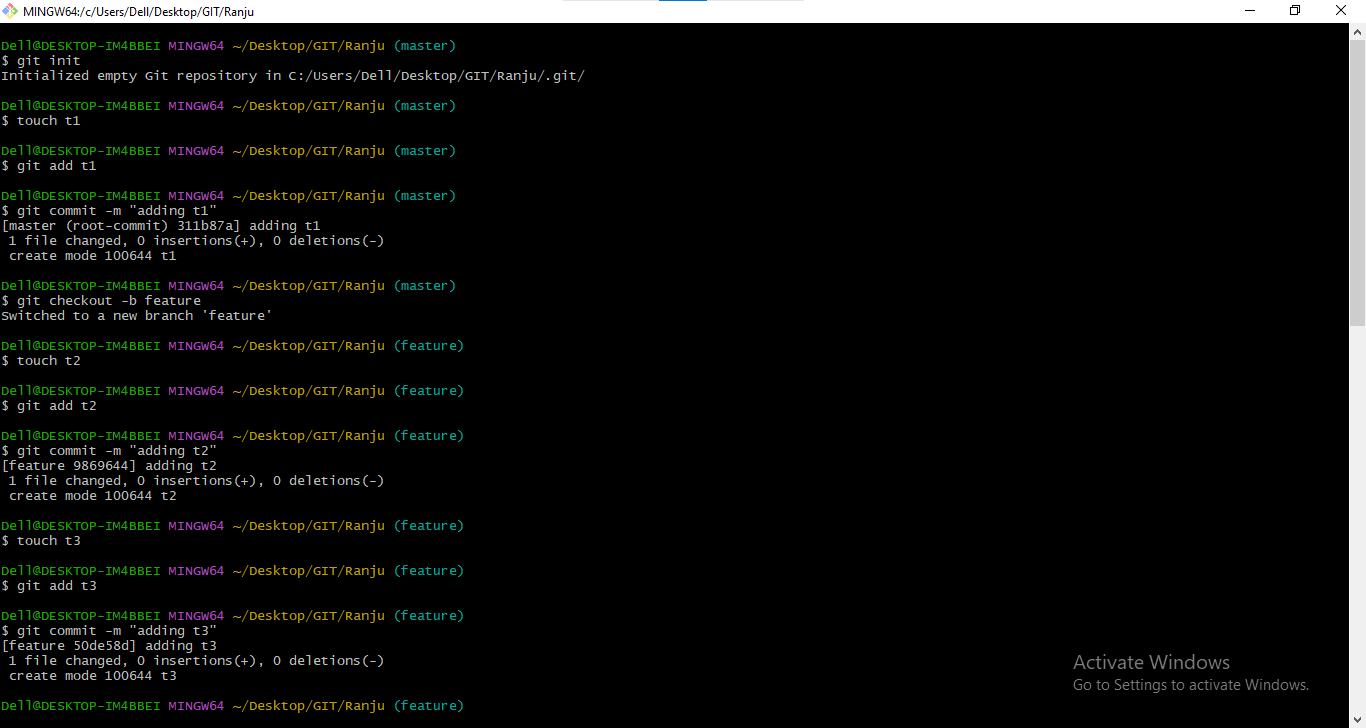 MINGW64:/c/Users/Dell/Desktop/GIT/Ranju
Dell@DESKTOP-IM4BBEI MINGW64 ~/Desktop/GIT/Ranju (master)
$ git init
Initialized empty Git repository in C:/Users/Dell/Desktop/GIT/Ranju/.git/
Dell@DESKTOP-IM4BBEI MINGW64 ~/Desktop/GIT/Ranju (master)
$ touch t1
Dell@DESKTOP-IM4BBEI MINGW64 ~/Desktop/GIT/Ranju (master)
$ git add t1
Dell@DESKTOP-IM4BBEI MINGW64 ~/Desktop/GIT/Ranju (master)
$ git commit -m "adding t1"
[master (root-commit) 311b87a] adding t1
 1 file changed, 0 insertions(+), 0 deletions(-)
 create mode 100644 t1
Dell@DESKTOP-IM4BBEI MINGW64 ~/Desktop/GIT/Ranju (master)
$ git checkout -b feature
Switched to a new branch 'feature'
Dell@DESKTOP-IM4BBEI MINGW64 ~/Desktop/GIT/Ranju (feature)
$ touch t2
Dell@DESKTOP-IM4BBEI MINGW64 ~/Desktop/GIT/Ranju (feature)
$ git add t2
Dell@DESKTOP-IM4BBEI MINGW64 ~/Desktop/GIT/Ranju (feature)
$ git commit -m "adding t2"
[feature 9869644] adding t2
 1 file changed, 0 insertions(+), 0 deletions(-)
 create mode 100644 t2
Dell@DESKTOP-IM4BBEI MINGW64 ~/Desktop/GIT/Ranju (feature)
$ touch t3
Dell@DESKTOP-IM4BBEI MINGW64 ~/Desktop/GIT/Ranju (feature)
$ git add t3
Dell@DESKTOP-IM4BBEI MINGW64 ~/Desktop/GIT/Ranju (feature)
$ git commit -m "adding t3"
[feature 50de58d] adding t3
 1 file changed, 0 insertions(+), 0 deletions(-)
 create mode 100644 t3
Dell@DESKTOP-IM4BBEI MINGW64 ~/Desktop/GIT/Ranju (feature)
Activate Windows
Go to Settings to activate Windows.